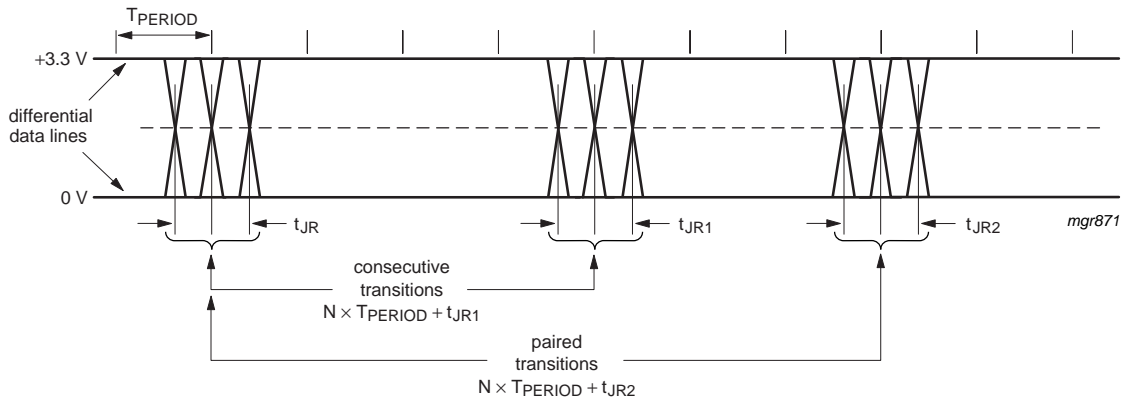 TPERIOD
+3.3 V
differential
data lines
0 V
tJR
tJR1
tJR2
mgr871
consecutive
transitions
N × TPERIOD + tJR1
paired
transitions
N × TPERIOD + tJR2